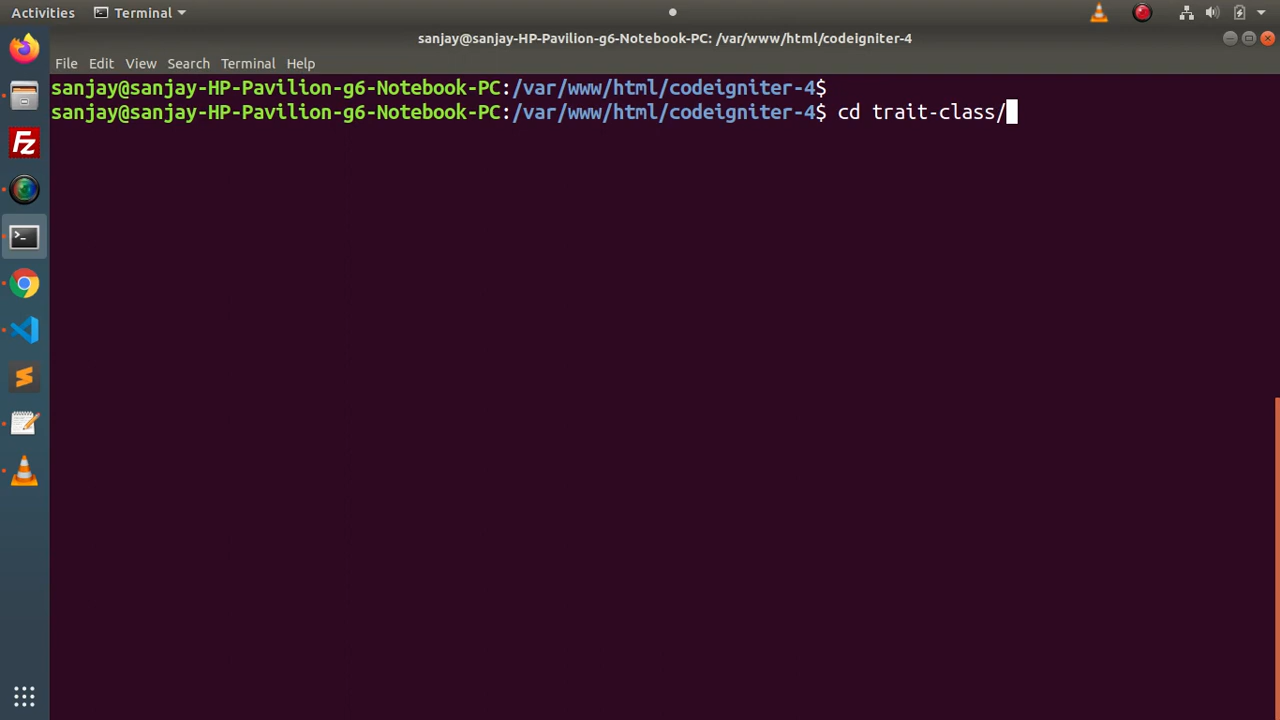 Activities Terminal
sanjay@sanjay-HP-Pavilion-g6-Notebook-PC: /var/www/html/codeigniter-4
File Edit View Search Terminal Help
sanjay@sanjay-HP-Pavilion-g6-Notebook-PC:/var/www/html/codeigniter-4$
sanjay@sanjay-HP-Pavilion-g6-Notebook-PC:/var/www/html/codeigniter-4$ cd trait-class/